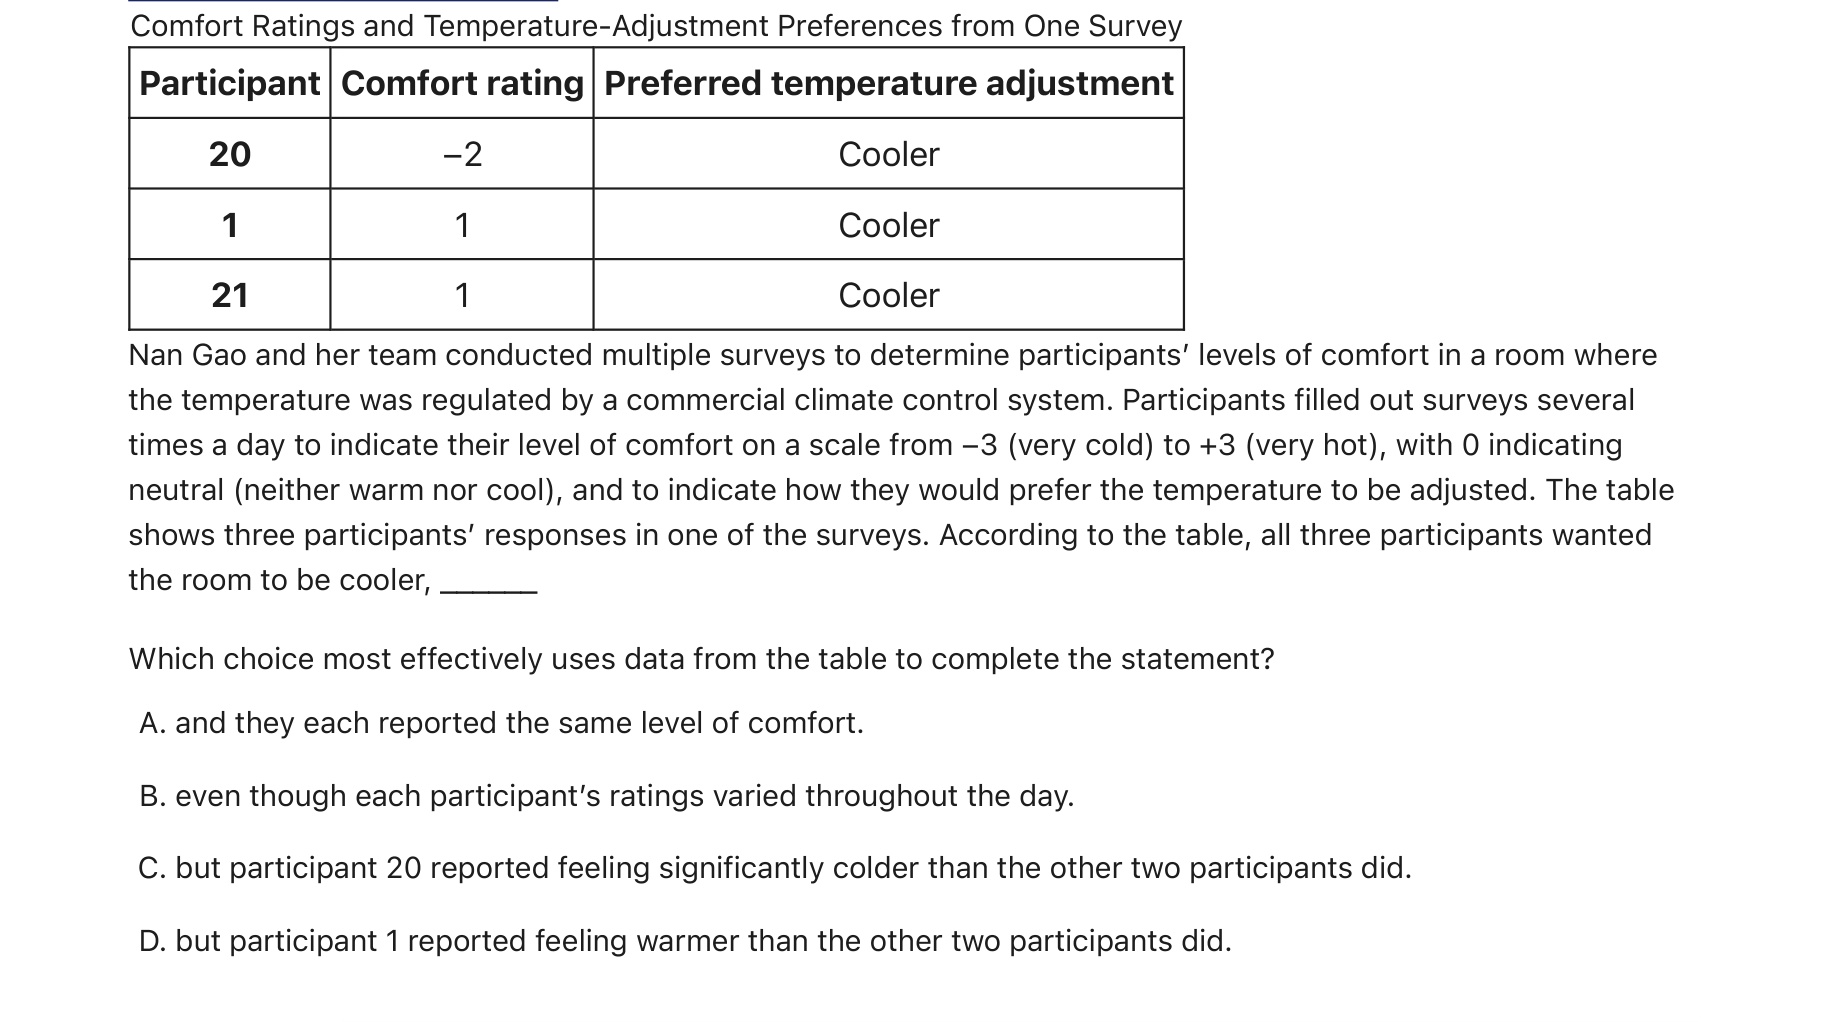 Comfort Ratings and Temperature-Adjustment Preferences from One Survey
Participant Comfort rating Preferred temperature adjustment
20 –2 Cooler
1 1 Cooler
21 1 Cooler
Nan Gao and her team conducted multiple surveys to determine participants’ levels of comfort in a room where
the temperature was regulated by a commercial climate control system. Participants filled out surveys several
times a day to indicate their level of comfort on a scale from –3 (very cold) to +3 (very hot), with 0 indicating
neutral (neither warm nor cool), and to indicate how they would prefer the temperature to be adjusted. The table
shows three participants’ responses in one of the surveys. According to the table, all three participants wanted
the room to be cooler, ______
Which choice most effectively uses data from the table to complete the statement?
A. and they each reported the same level of comfort.
B. even though each participant’s ratings varied throughout the day.
C. but participant 20 reported feeling significantly colder than the other two participants did.
D. but participant 1 reported feeling warmer than the other two participants did.